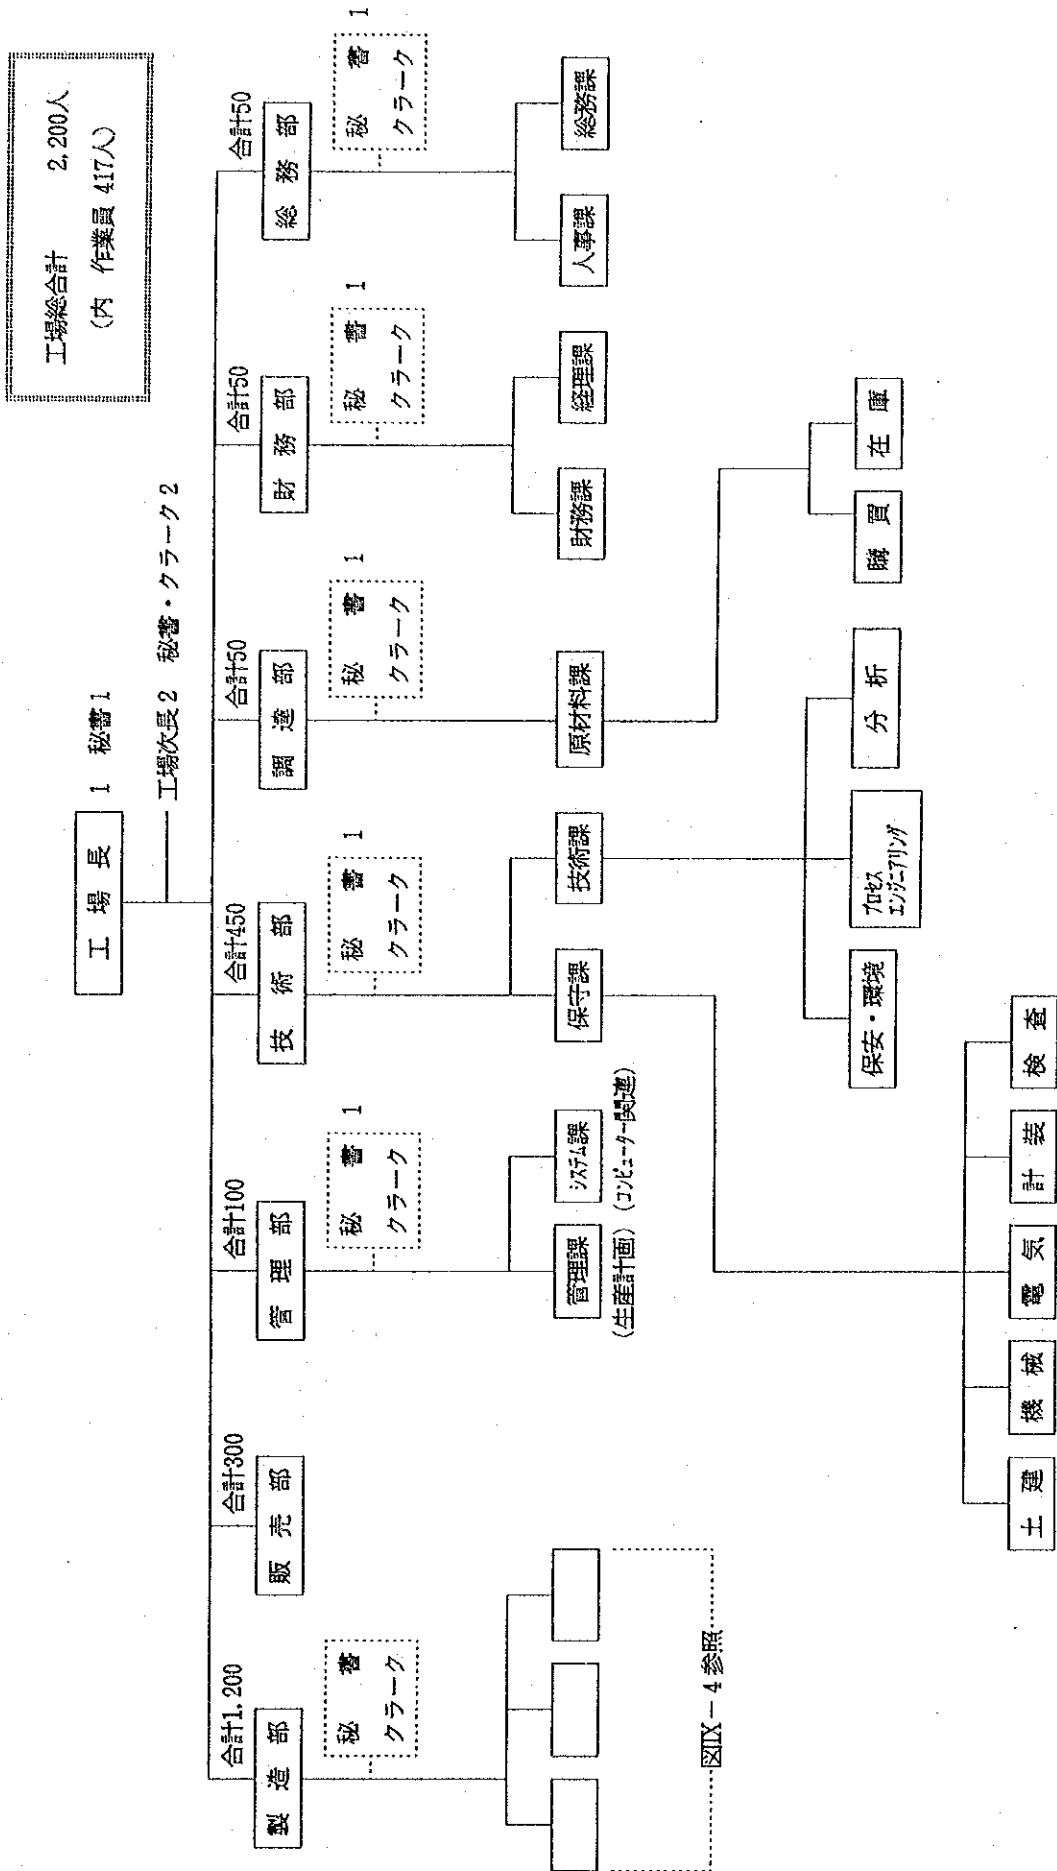 工場総合計 2,200人
(内 作業員 417人)
工場長 1 秘書1
工場次長2 秘書・クラーク2
合計1,200
製造部
秘書
クラーク
図IX-4参照
合計300
販売部
合計100
管理部
秘書 1
クラーク
管理課
(生産計画)
システム課
(コンピューター関連)
合計450
技術部
秘書 1
クラーク
保守課
技術課
土建
機械
電気
計装
検査
保安・環境
プロセス
エンジニアリング
分析
合計50
調達部
秘書 1
クラーク
原材料課
購買
在庫
合計50
財務部
秘書 1
クラーク
財務課
経理課
合計50
総務部
秘書 1
クラーク
人事課
総務課